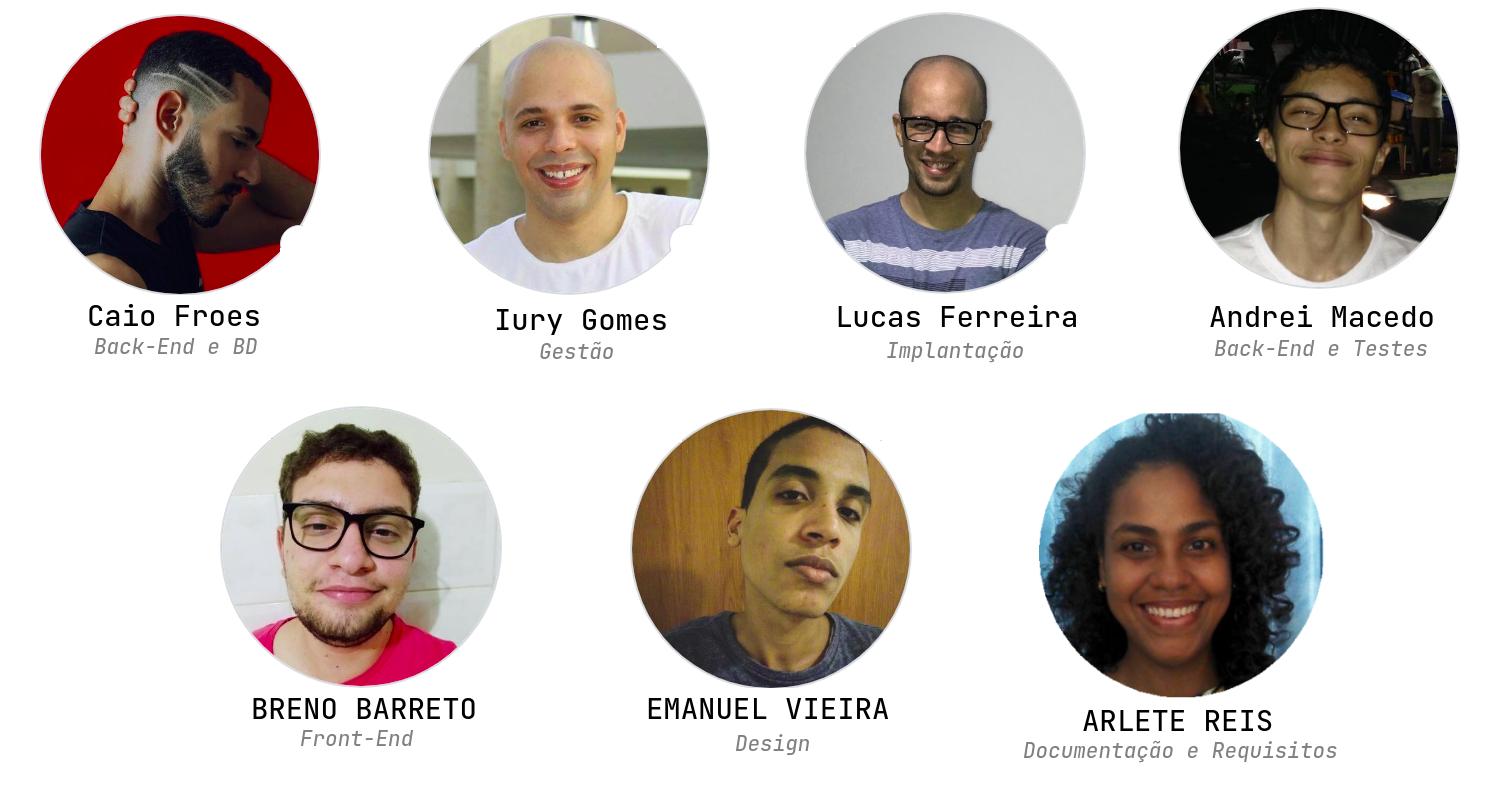 Caio Froes
Back-End e BD
Iury Gomes
Gestão
Lucas Ferreira
Implantação
Andrei Macedo
Back-End e Testes
BRENO BARRETO
Front-End
EMANUEL VIEIRA
Design
ARLETE REIS
Documentação e Requisitos